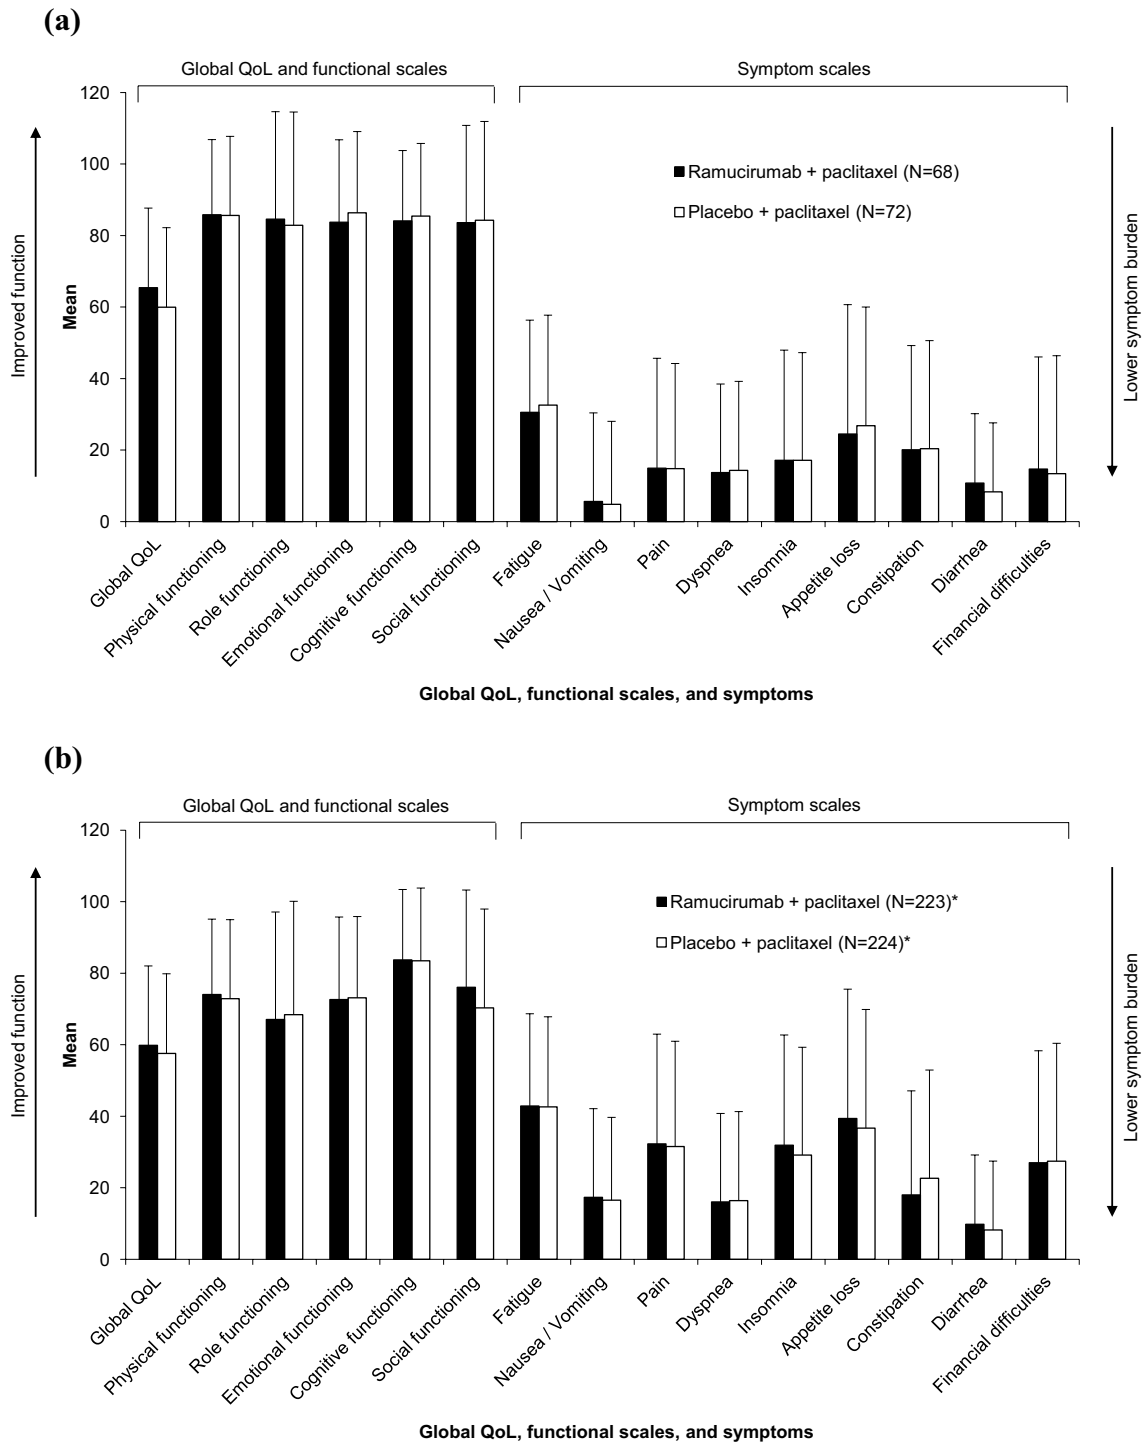 (a)
Global QoL and functional scales
Symptom scales
120
100
80
60
40
20
0
Mean
Improved function
Lower symptom burden
Ramucirumab + paclitaxel (N=68)
Placebo + paclitaxel (N=72)
Global QoL
Physical functioning
Role functioning
Emotional functioning
Cognitive functioning
Social functioning
Fatigue
Nausea / Vomiting
Pain
Dyspnea
Insomnia
Appetite loss
Constipation
Diarrhea
Financial difficulties
Global QoL, functional scales, and symptoms
(b)
Global QoL and functional scales
Symptom scales
120
100
80
60
40
20
0
Mean
Improved function
Lower symptom burden
Ramucirumab + paclitaxel (N=223)*
Placebo + paclitaxel (N=224)*
Global QoL
Physical functioning
Role functioning
Emotional functioning
Cognitive functioning
Social functioning
Fatigue
Nausea / Vomiting
Pain
Dyspnea
Insomnia
Appetite loss
Constipation
Diarrhea
Financial difficulties
Global QoL, functional scales, and symptoms